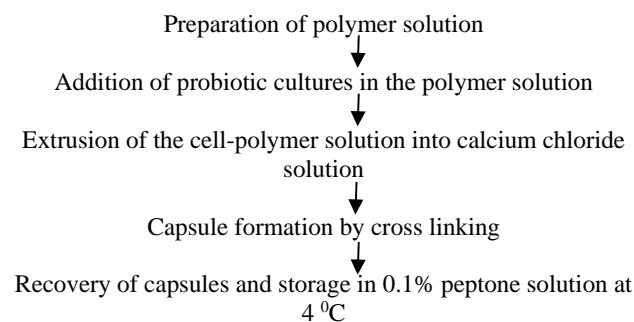 Preparation of polymer solution
Addition of probiotic cultures in the polymer solution
Extrusion of the cell-polymer solution into calcium chloride
solution
Capsule formation by cross linking
Recovery of capsules and storage in 0.1% peptone solution at
4 ⁰C